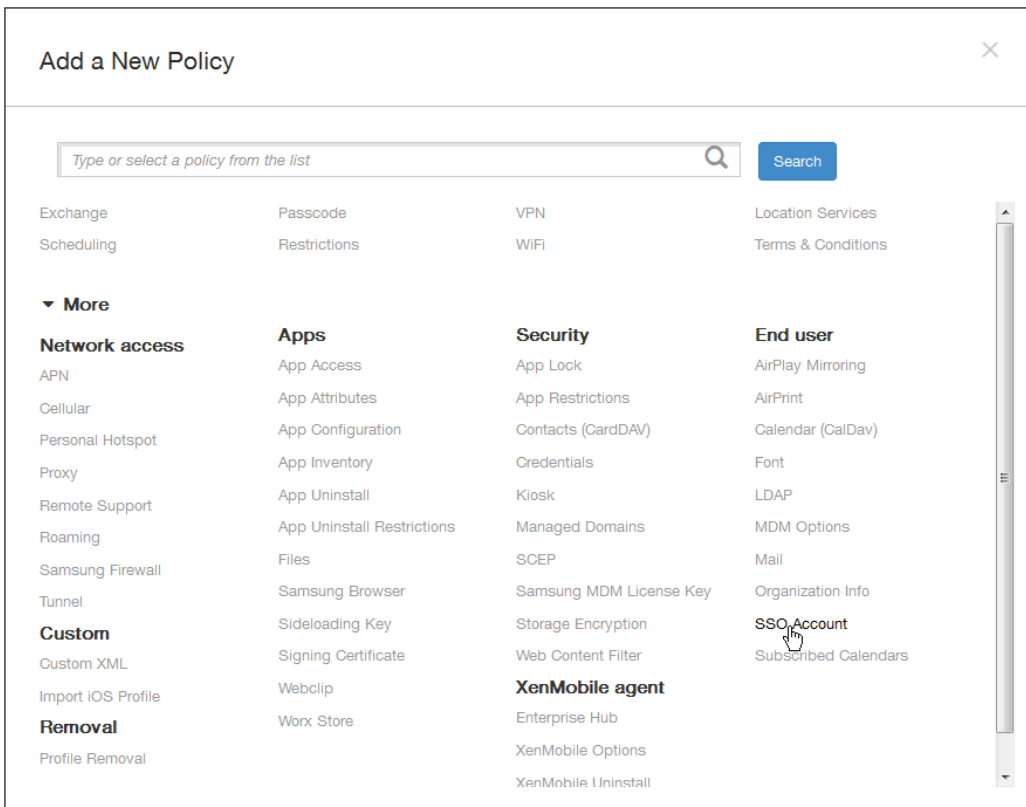 Add a New Policy
Type or select a policy from the list
Search
Exchange
Passcode
VPN
Location Services
Scheduling
Restrictions
WiFi
Terms & Conditions
More
Network access
APN
Cellular
Personal Hotspot
Proxy
Remote Support
Roaming
Samsung Firewall
Tunnel
Custom
Custom XML
Import iOS Profile
Removal
Profile Removal
Apps
App Access
App Attributes
App Configuration
App Inventory
App Uninstall
App Uninstall Restrictions
Files
Samsung Browser
Sideloading Key
Signing Certificate
Webclip
Worx Store
Security
App Lock
App Restrictions
Contacts (CardDAV)
Credentials
Kiosk
Managed Domains
SCEP
Samsung MDM License Key
Storage Encryption
Web Content Filter
XenMobile agent
Enterprise Hub
XenMobile Options
XenMobile Uninstall
End user
AirPlay Mirroring
AirPrint
Calendar (CalDav)
Font
LDAP
MDM Options
Mail
Organization Info
SSO Account
Subscribed Calendars